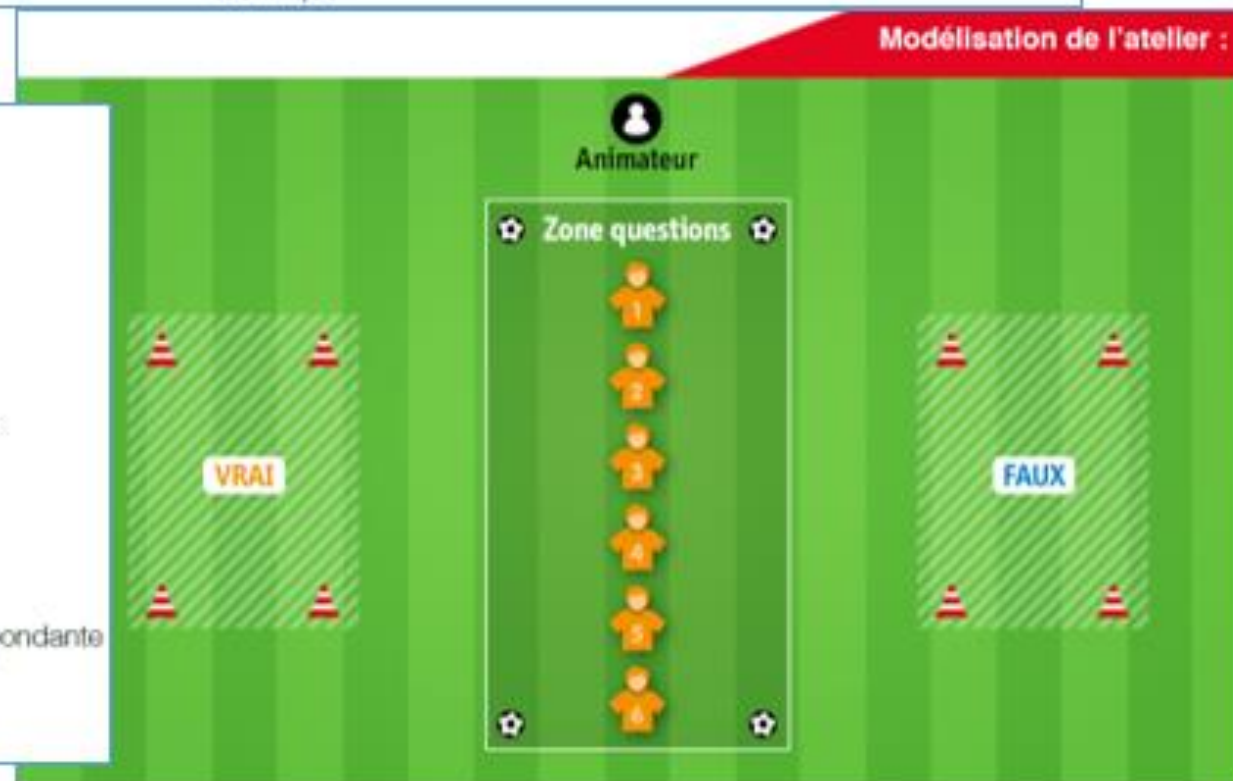 Modélisation de l'atelier :
Animateur
Zone questions
1
2
3
4
5
6
VRAI
FAUX
ondante